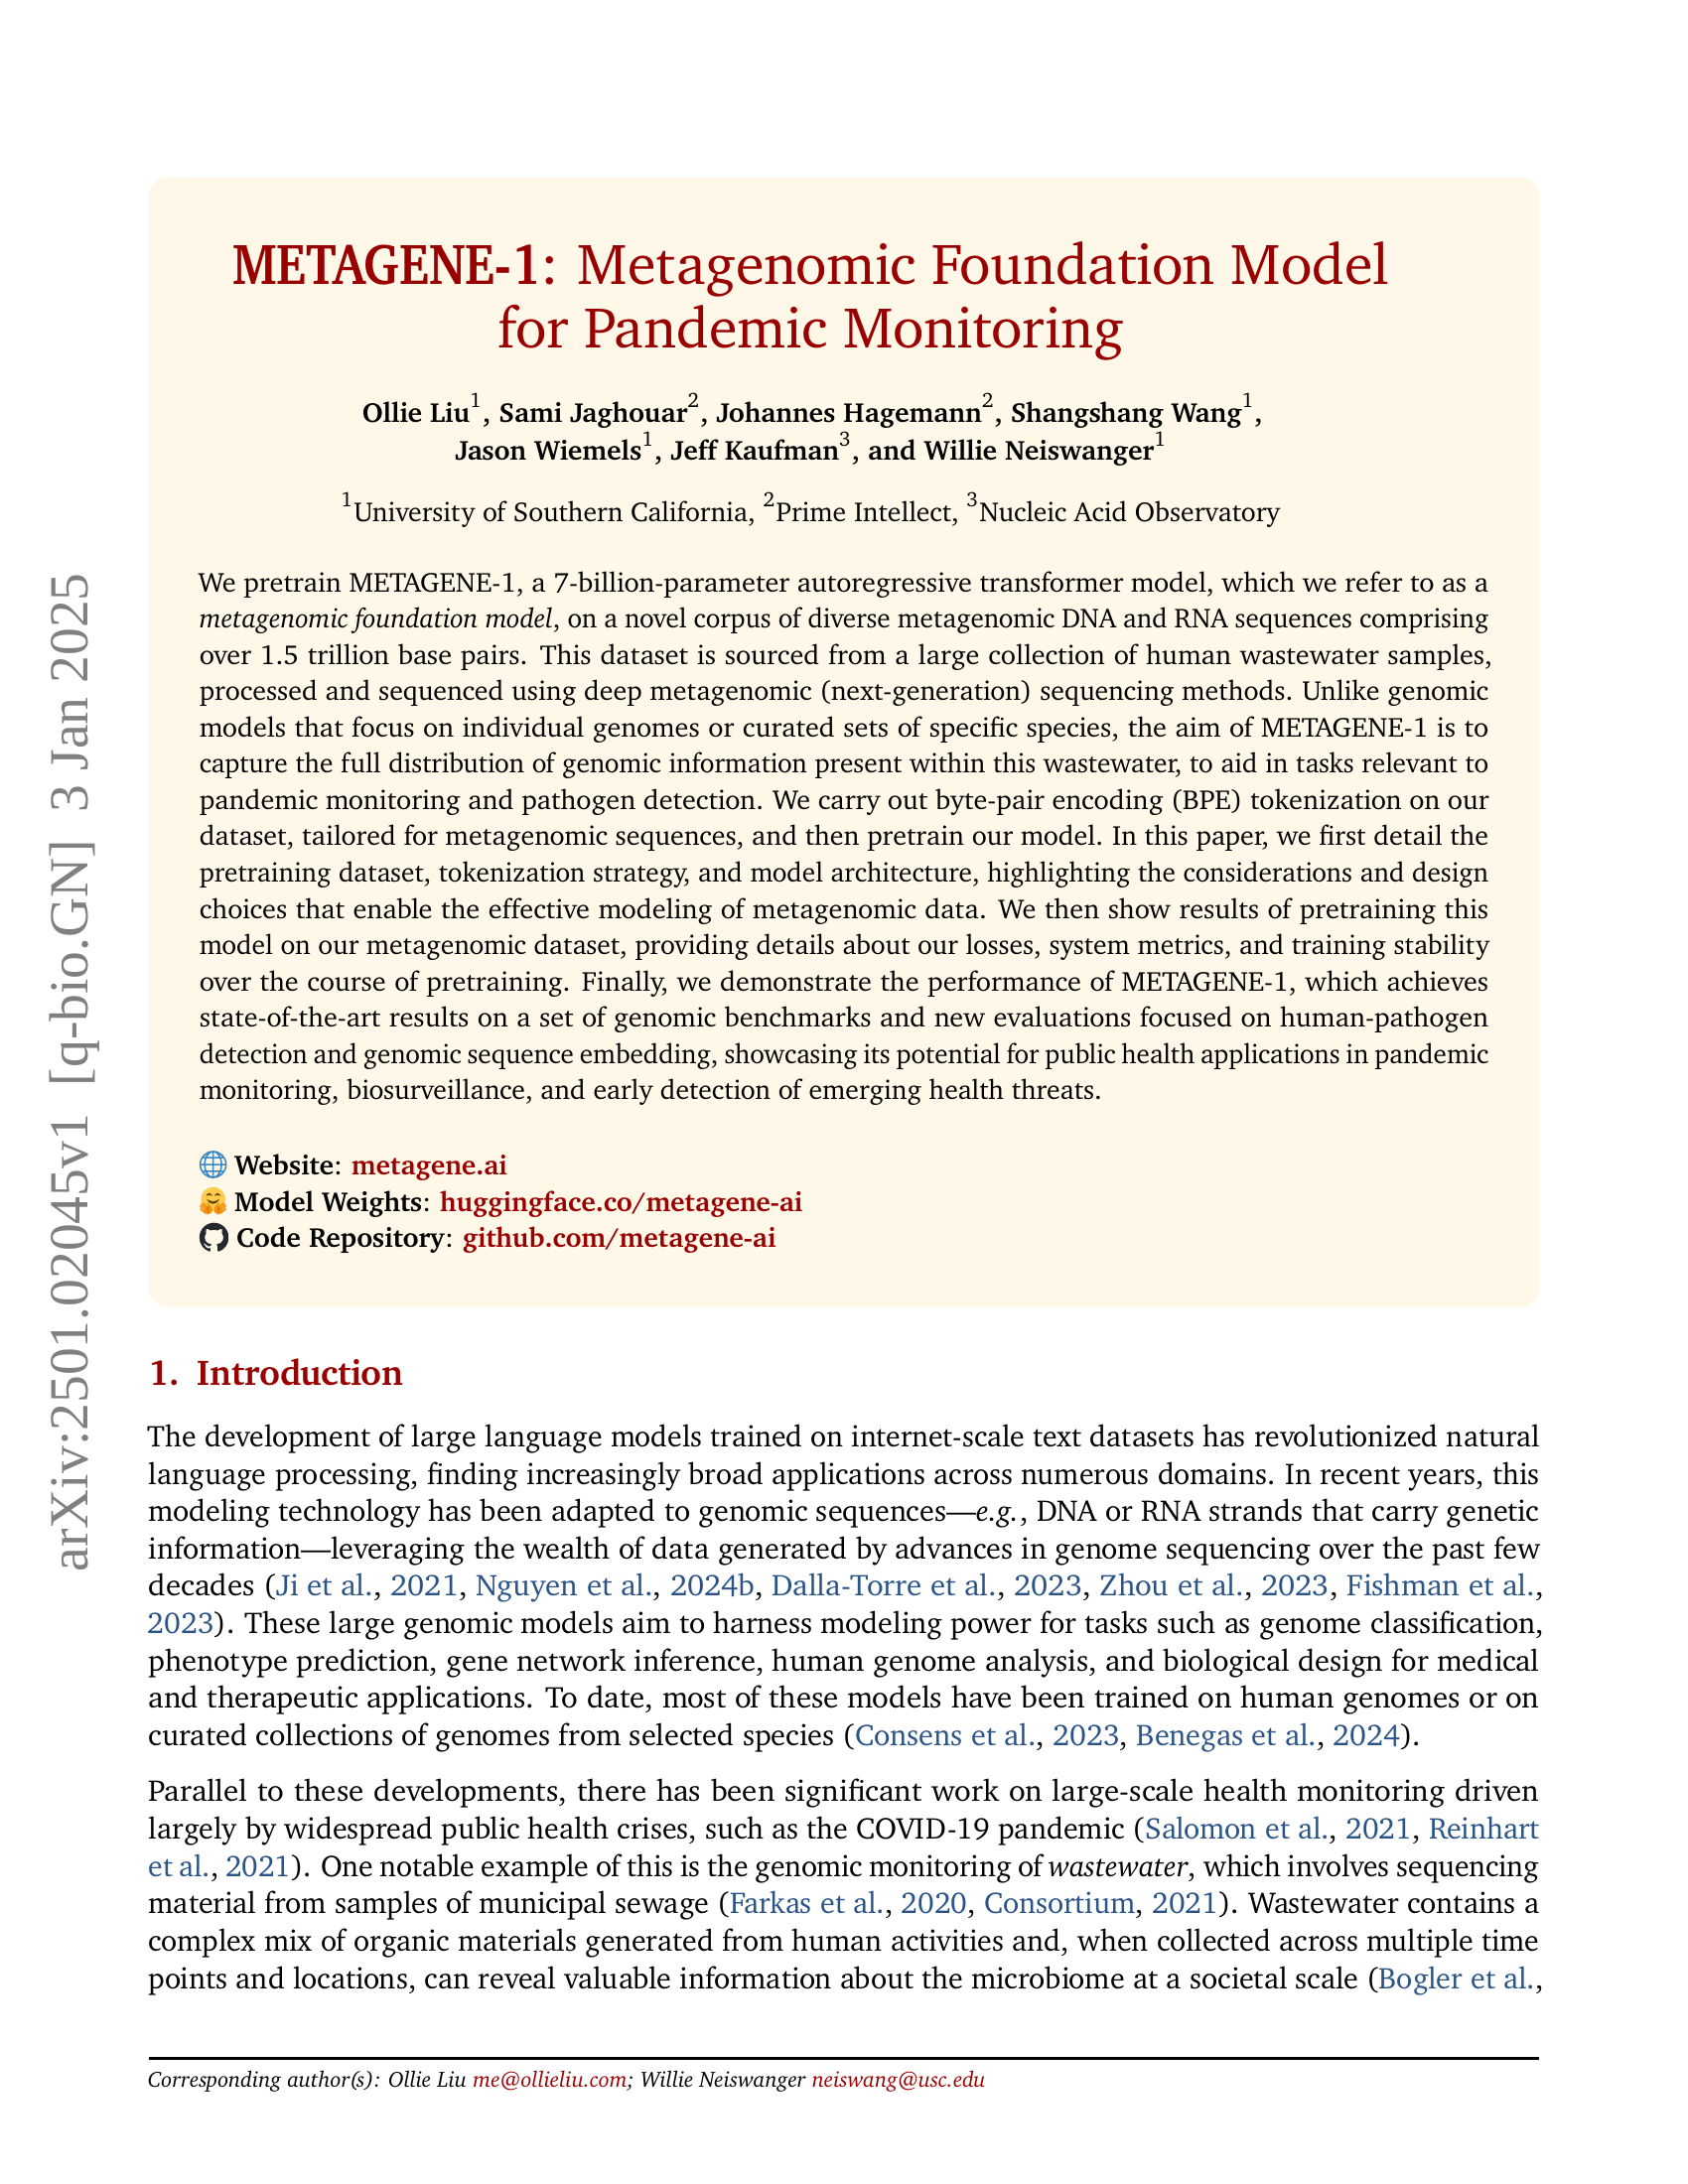 METAGENE-1: Metagenomic Foundation Model
for Pandemic Monitoring
Ollie Liu1, Sami Jaghouar2, Johannes Hagemann2, Shangshang Wang1,
Jason Wiemels1, Jeff Kaufman3, and Willie Neiswanger1
1University of Southern California, 2Prime Intellect, 3Nucleic Acid Observatory
We pretrain METAGENE-1, a 7-billion-parameter autoregressive transformer model, which we refer to as a
metagenomic foundation model, on a novel corpus of diverse metagenomic DNA and RNA sequences comprising
over 1.5 trillion base pairs. This dataset is sourced from a large collection of human wastewater samples,
processed and sequenced using deep metagenomic (next-generation) sequencing methods. Unlike genomic
models that focus on individual genomes or curated sets of specific species, the aim of METAGENE-1 is to
capture the full distribution of genomic information present within this wastewater, to aid in tasks relevant to
pandemic monitoring and pathogen detection. We carry out byte-pair encoding (BPE) tokenization on our
dataset, tailored for metagenomic sequences, and then pretrain our model. In this paper, we first detail the
pretraining dataset, tokenization strategy, and model architecture, highlighting the considerations and design
choices that enable the effective modeling of metagenomic data. We then show results of pretraining this
model on our metagenomic dataset, providing details about our losses, system metrics, and training stability
over the course of pretraining. Finally, we demonstrate the performance of METAGENE-1, which achieves
state-of-the-art results on a set of genomic benchmarks and new evaluations focused on human-pathogen
detection and genomic sequence embedding, showcasing its potential for public health applications in pandemic
monitoring, biosurveillance, and early detection of emerging health threats.
Website: metagene.ai
Model Weights: huggingface.co/metagene-ai
Code Repository: github.com/metagene-ai
arXiv:2501.02045v1 [q-bio.GN] 3 Jan 2025
1. Introduction
The development of large language models trained on internet-scale text datasets has revolutionized natural
language processing, finding increasingly broad applications across numerous domains. In recent years, this
modeling technology has been adapted to genomic sequences—e.g., DNA or RNA strands that carry genetic
information—leveraging the wealth of data generated by advances in genome sequencing over the past few
decades (Ji et al., 2021, Nguyen et al., 2024b, Dalla-Torre et al., 2023, Zhou et al., 2023, Fishman et al.,
2023). These large genomic models aim to harness modeling power for tasks such as genome classification,
phenotype prediction, gene network inference, human genome analysis, and biological design for medical
and therapeutic applications. To date, most of these models have been trained on human genomes or on
curated collections of genomes from selected species (Consens et al., 2023, Benegas et al., 2024).
Parallel to these developments, there has been significant work on large-scale health monitoring driven
largely by widespread public health crises, such as the COVID-19 pandemic (Salomon et al., 2021, Reinhart
et al., 2021). One notable example of this is the genomic monitoring of wastewater, which involves sequencing
material from samples of municipal sewage (Farkas et al., 2020, Consortium, 2021). Wastewater contains a
complex mix of organic materials generated from human activities and, when collected across multiple time
points and locations, can reveal valuable information about the microbiome at a societal scale (Bogler et al.,
Corresponding author(s): Ollie Liu me@ollieliu.com; Willie Neiswanger neiswang@usc.edu